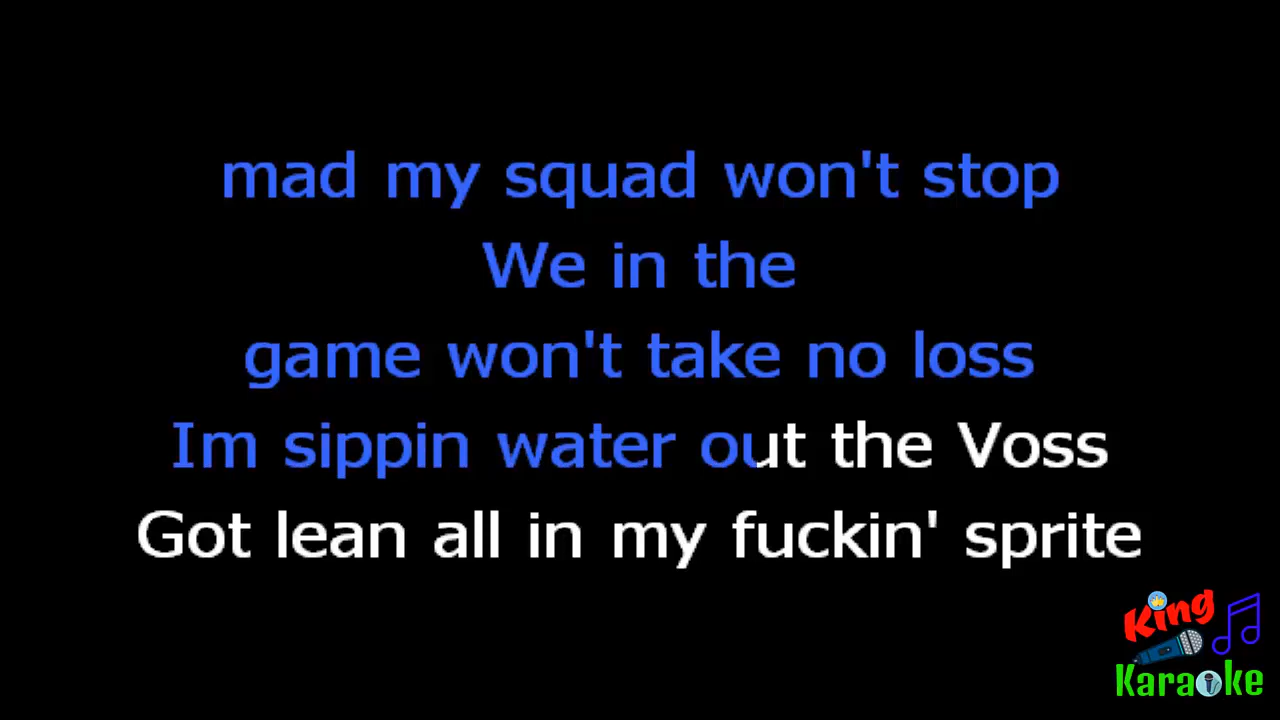 mad my squad won't stop
We in the
game won't take no loss
Im sippin water out the Voss
Got lean all in my fuckin' sprite
King
Karaoke